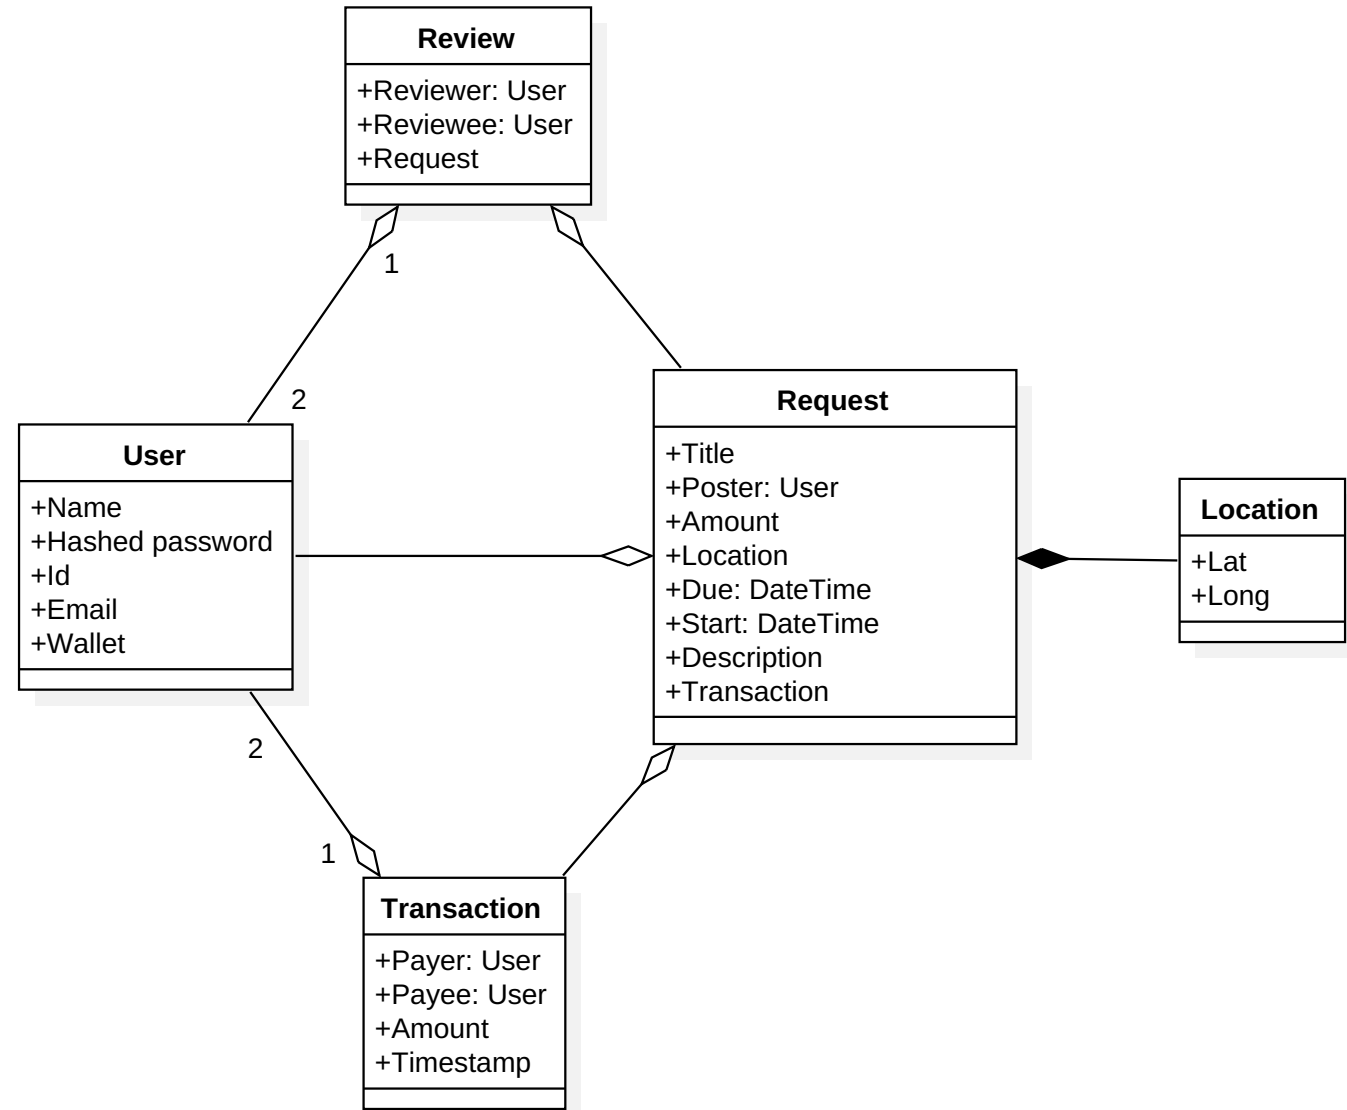 Review
+Reviewer: User
+Reviewee: User
+Request
1
2
User
+Name
+Hashed password
+Id
+Email
+Wallet
Request
+Title
+Poster: User
+Amount
+Location
+Due: DateTime
+Start: DateTime
+Description
+Transaction
Location
+Lat
+Long
2
1
Transaction
+Payer: User
+Payee: User
+Amount
+Timestamp